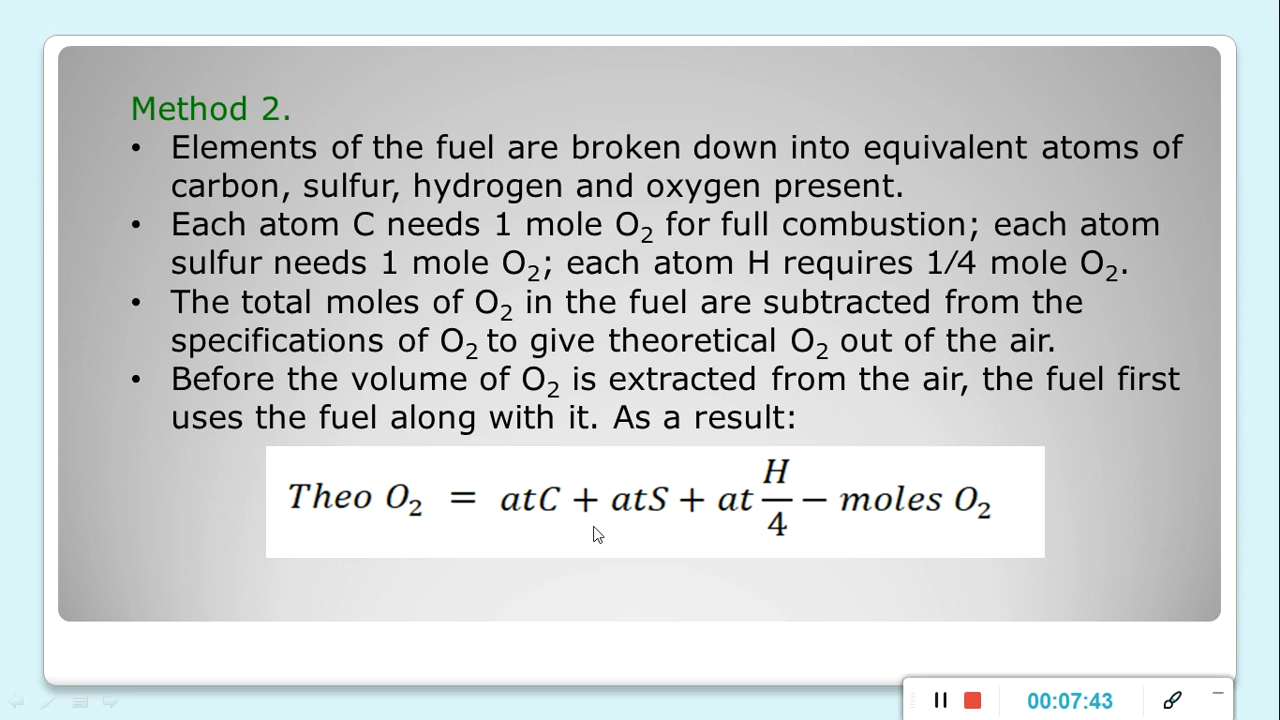 Method 2.
• Elements of the fuel are broken down into equivalent atoms of
carbon, sulfur, hydrogen and oxygen present.
• Each atom C needs 1 mole O₂ for full combustion; each atom
sulfur needs 1 mole O₂; each atom H requires 1/4 mole O₂.
• The total moles of O₂ in the fuel are subtracted from the
specifications of O₂ to give theoretical O₂ out of the air.
• Before the volume of O₂ is extracted from the air, the fuel first
uses the fuel along with it. As a result:
Theo O₂ = atC + atS + at H/4 − moles O₂
00:07:43